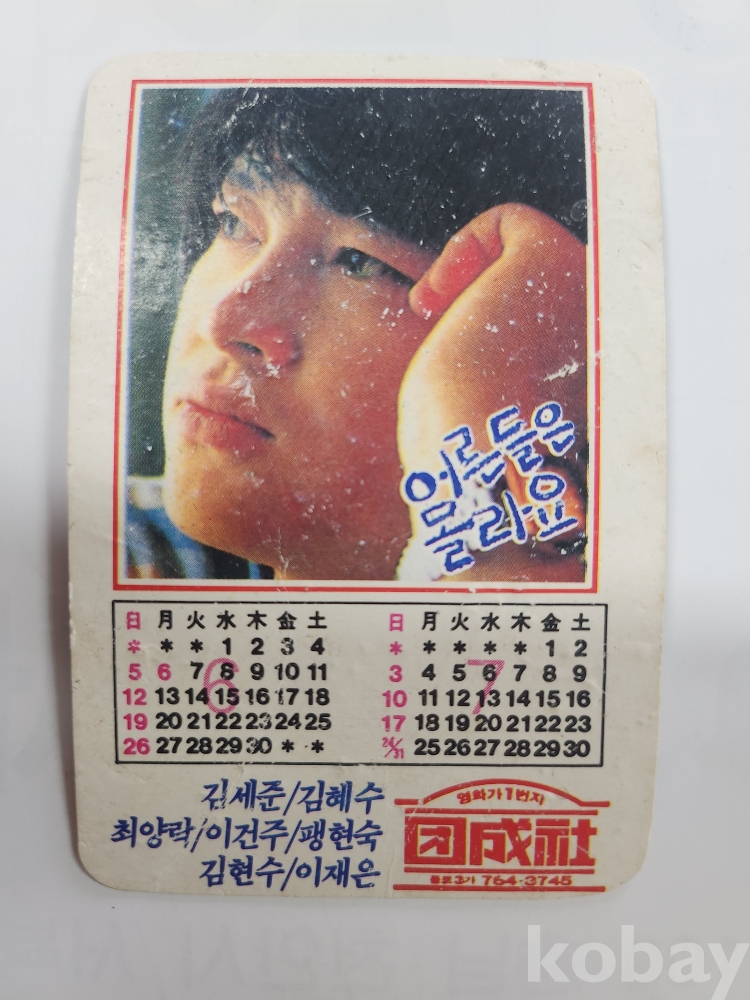 어른들은
몰라요
日 月 火 水 木 金 土
* * * 1 2 3 4
5 6 7 8 9 10 11
12 13 14 15 16 17 18
19 20 21 22 23 24 25
26 27 28 29 30 * *
6
日 月 火 水 木 金 土
* * * * * 1 2
3 4 5 6 7 8 9
10 11 12 13 14 15 16
17 18 19 20 21 22 23
24/31 25 26 27 28 29 30
7
김세준/김혜수
최양락/이건주/팽현숙
김현수/이재은
영화가1번지
団成社
종로3가 764-3745
kobay